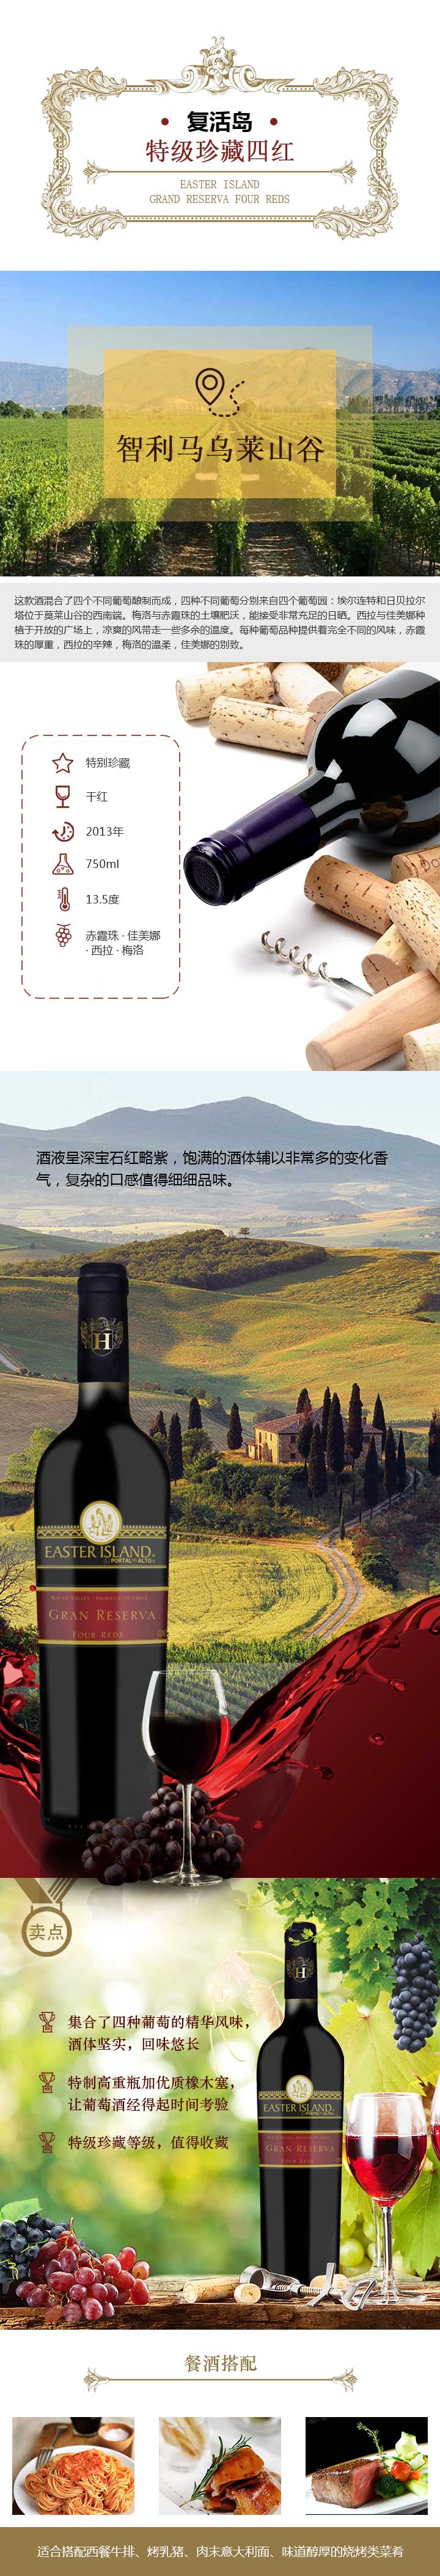 复活岛
特级珍藏四红
EASTER ISLAND
GRAND RESERVA FOUR REDS
智利马乌莱山谷
这款酒混合了四个不同葡萄酿制而成，四种不同葡萄分别来自四个葡萄园：埃尔连特和日贝拉尔
塔位于莫莱山谷的西南端。梅洛与赤霞珠的土壤肥沃，能接受非常充足的日晒。西拉与佳美娜种
植于开放的广场上，凉爽的风带走一些多余的温度。每种葡萄品种提供着完全不同的风味，赤霞
珠的厚重，西拉的辛辣，梅洛的温柔，佳美娜的别致。
特别珍藏
干红
2013年
750ml
13.5度
赤霞珠·佳美娜
·西拉·梅洛
酒液呈深宝石红略紫，饱满的酒体辅以非常多的变化香
气，复杂的口感值得细细品味。
H
EASTER ISLAND
PORTAL DEL ALTO
MAULE VALLEY - PRODUCT OF CHILE
GRAN RESERVA
FOUR REDS
卖点
集合了四种葡萄的精华风味，
酒体坚实，回味悠长
特制高重瓶加优质橡木塞，
让葡萄酒经得起时间考验
特级珍藏等级，值得收藏
H
EASTER ISLAND
GRAN RESERVA
FOUR REDS
餐酒搭配
适合搭配西餐牛排、烤乳猪、肉末意大利面、味道醇厚的烧烤类菜肴